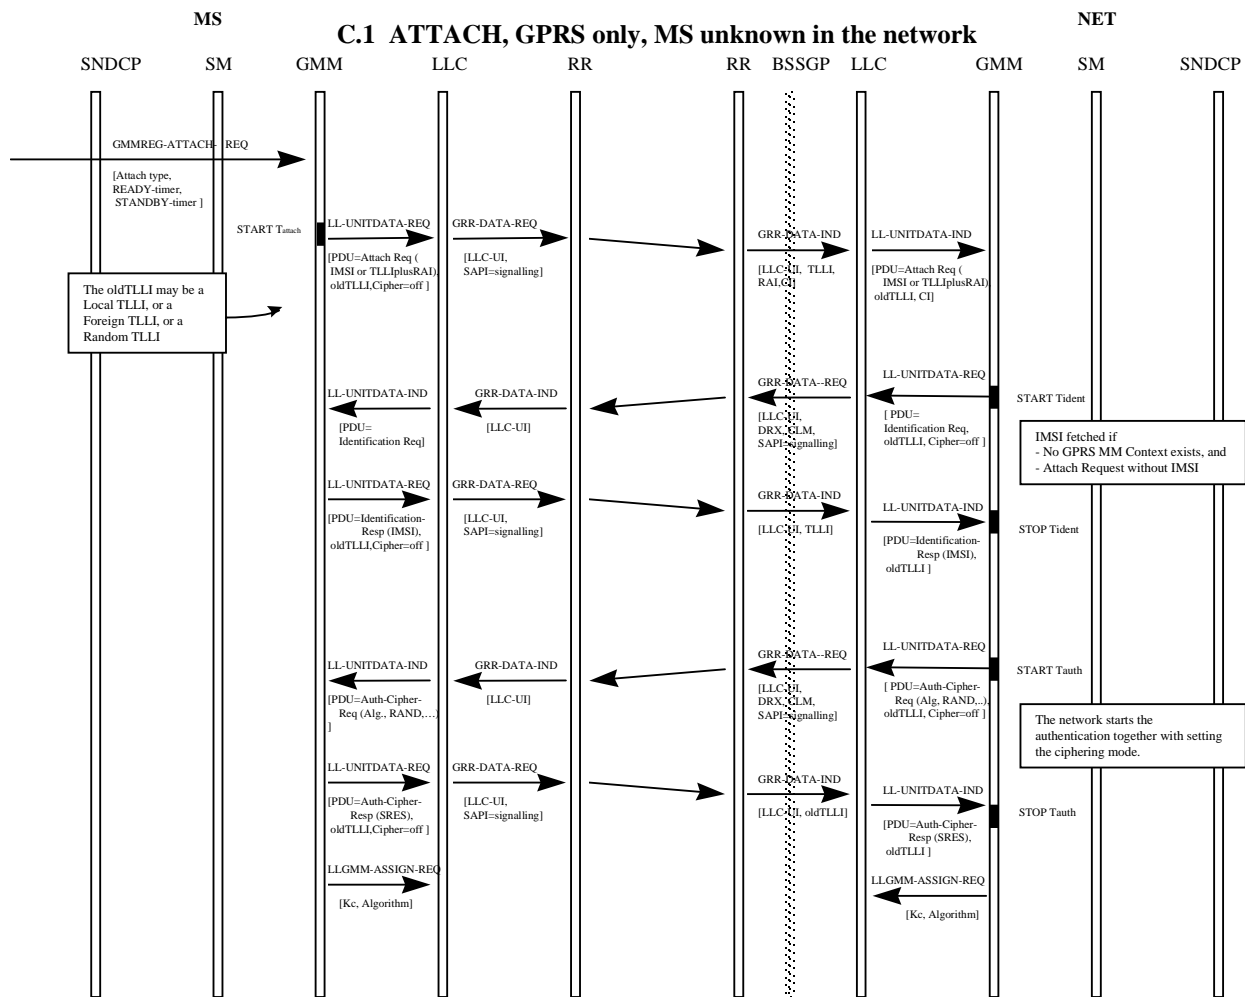 MS
NET
C.1 ATTACH, GPRS only, MS unknown in the network
SNDCP SM GMM LLC RR RR BSSGP LLC GMM SM SNDCP
GMMREG-ATTACH- REQ
[Attach type,
READY-timer,
STANDBY-timer ]
START Tattach
LL-UNITDATA-REQ
[PDU=Attach Req (
IMSI or TLLIplusRAI),
oldTLLI,Cipher=off ]
GRR-DATA-REQ
[LLC-UI,
SAPI=signalling]
GRR-DATA-IND
[LLC-UI, TLLI,
RAI,CI]
LL-UNITDATA-IND
[PDU=Attach Req (
IMSI or TLLIplusRAI),
oldTLLI, CI]
The oldTLLI may be a
Local TLLI, or a
Foreign TLLI, or a
Random TLLI
LL-UNITDATA-IND
[PDU=
Identification Req]
GRR-DATA-IND
[LLC-UI]
GRR-DATA--REQ
[LLC-UI,
DRX, CLM,
SAPI=signalling]
LL-UNITDATA-REQ
[ PDU=
Identification Req,
oldTLLI, Cipher=off ]
START Tident
IMSI fetched if
- No GPRS MM Context exists, and
- Attach Request without IMSI
LL-UNITDATA-REQ
[PDU=Identification-
Resp (IMSI),
oldTLLI,Cipher=off ]
GRR-DATA-REQ
[LLC-UI,
SAPI=signalling]
GRR-DATA-IND
[LLC-UI, TLLI]
LL-UNITDATA-IND
[PDU=Identification-
Resp (IMSI),
oldTLLI ]
STOP Tident
LL-UNITDATA-IND
[PDU=Auth-Cipher-
Req (Alg., RAND,…)
]
GRR-DATA-IND
[LLC-UI]
GRR-DATA--REQ
[LLC-UI,
DRX, CLM,
SAPI=signalling]
LL-UNITDATA-REQ
[ PDU=Auth-Cipher-
Req (Alg, RAND,..),
oldTLLI, Cipher=off ]
START Tauth
The network starts the
authentication together with setting
the ciphering mode.
LL-UNITDATA-REQ
[PDU=Auth-Cipher-
Resp (SRES),
oldTLLI,Cipher=off ]
GRR-DATA-REQ
[LLC-UI,
SAPI=signalling]
GRR-DATA-IND
[LLC-UI, oldTLLI]
LL-UNITDATA-IND
[PDU=Auth-Cipher-
Resp (SRES),
oldTLLI ]
STOP Tauth
LLGMM-ASSIGN-REQ
[Kc, Algorithm]
LLGMM-ASSIGN-REQ
[Kc, Algorithm]